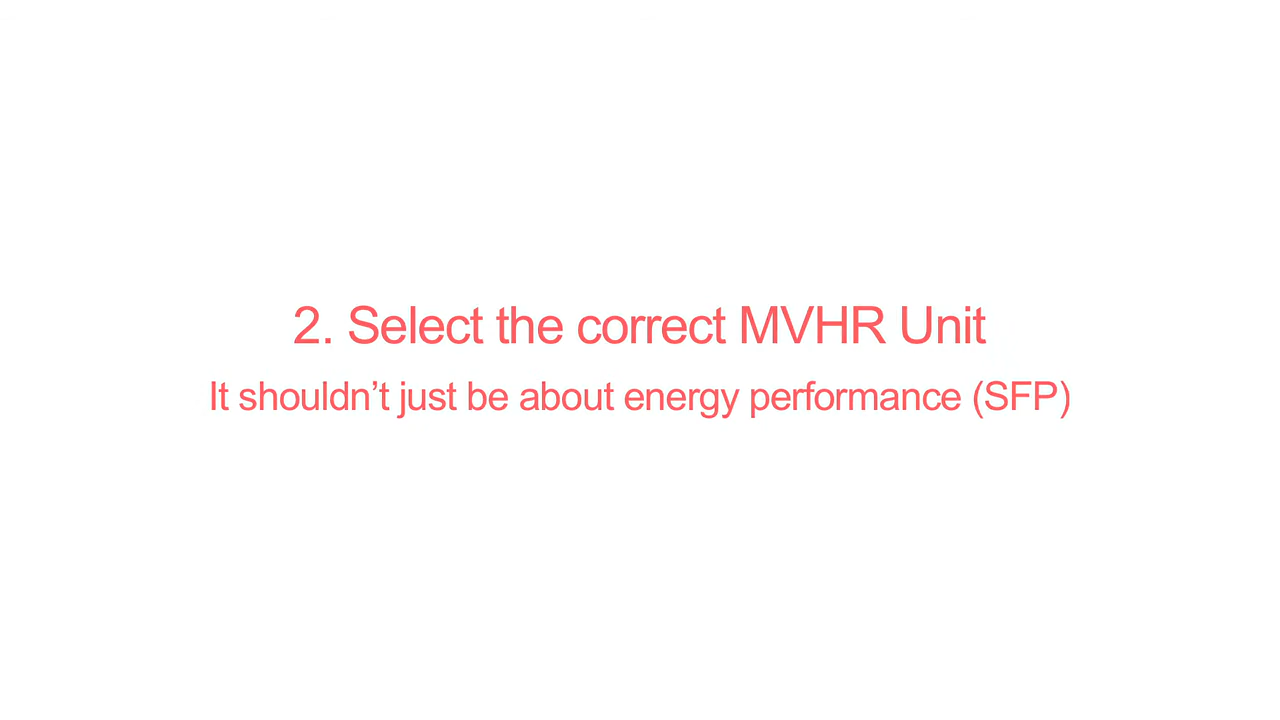 2. Select the correct MVHR Unit
It shouldn’t just be about energy performance (SFP)